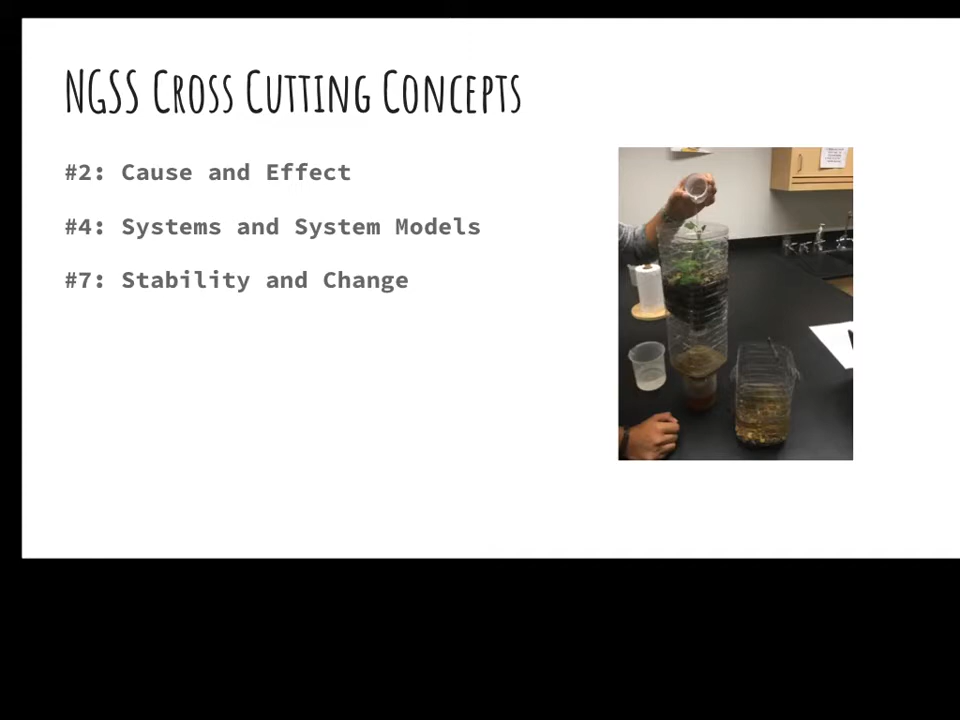 NGSS Cross Cutting Concepts
#2: Cause and Effect
#4: Systems and System Models
#7: Stability and Change